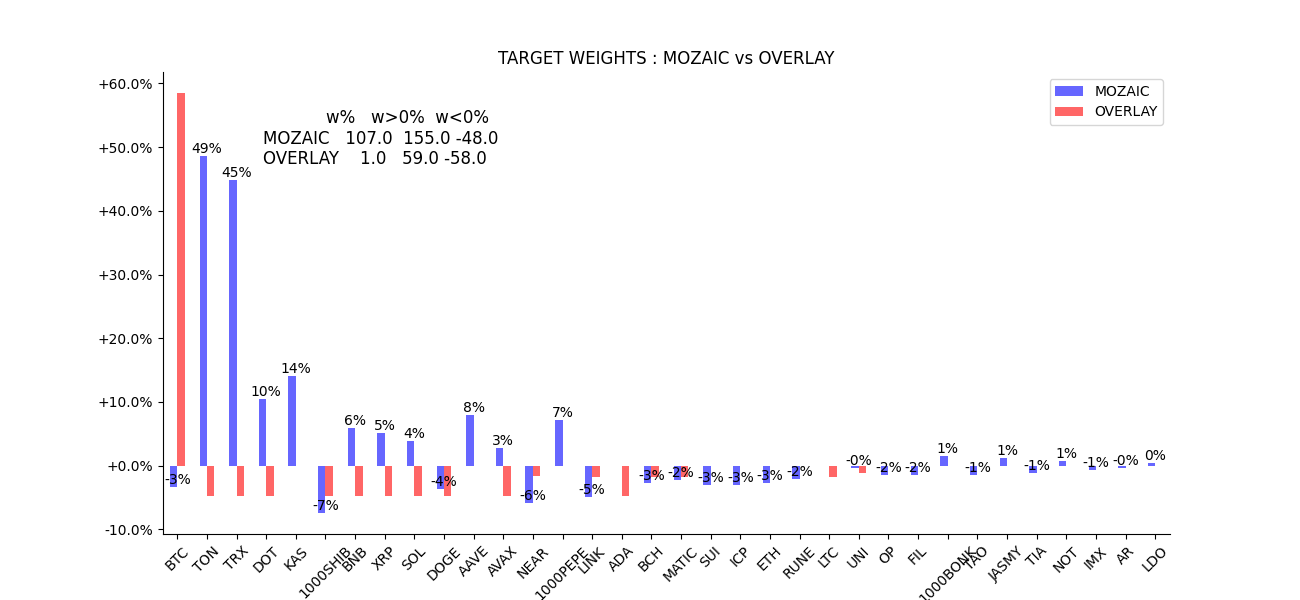 TARGET WEIGHTS : MOZAIC vs OVERLAY
+60.0%
+50.0%
+40.0%
+30.0%
+20.0%
+10.0%
+0.0%
-10.0%
MOZAIC
OVERLAY
w% w>0% w<0%
MOZAIC 107.0 155.0 -48.0
OVERLAY 1.0 59.0 -58.0
-3%
49%
45%
10%
14%
-7%
6%
5%
4%
-4%
8%
3%
-6%
7%
-5%
-3%
-2%
-3%
-3%
-3%
-2%
-0%
-2%
-2%
1%
-1%
1%
-1%
1%
-1%
-0%
0%
BTC
TON
TRX
DOT
KAS
1000SHIB
BNB
XRP
SOL
DOGE
AAVE
AVAX
NEAR
1000PEPE
LINK
ADA
BCH
MATIC
SUI
ICP
ETH
RUNE
LTC
UNI
OP
FIL
1000BONK
TAO
JASMY
TIA
NOT
IMX
AR
LDO